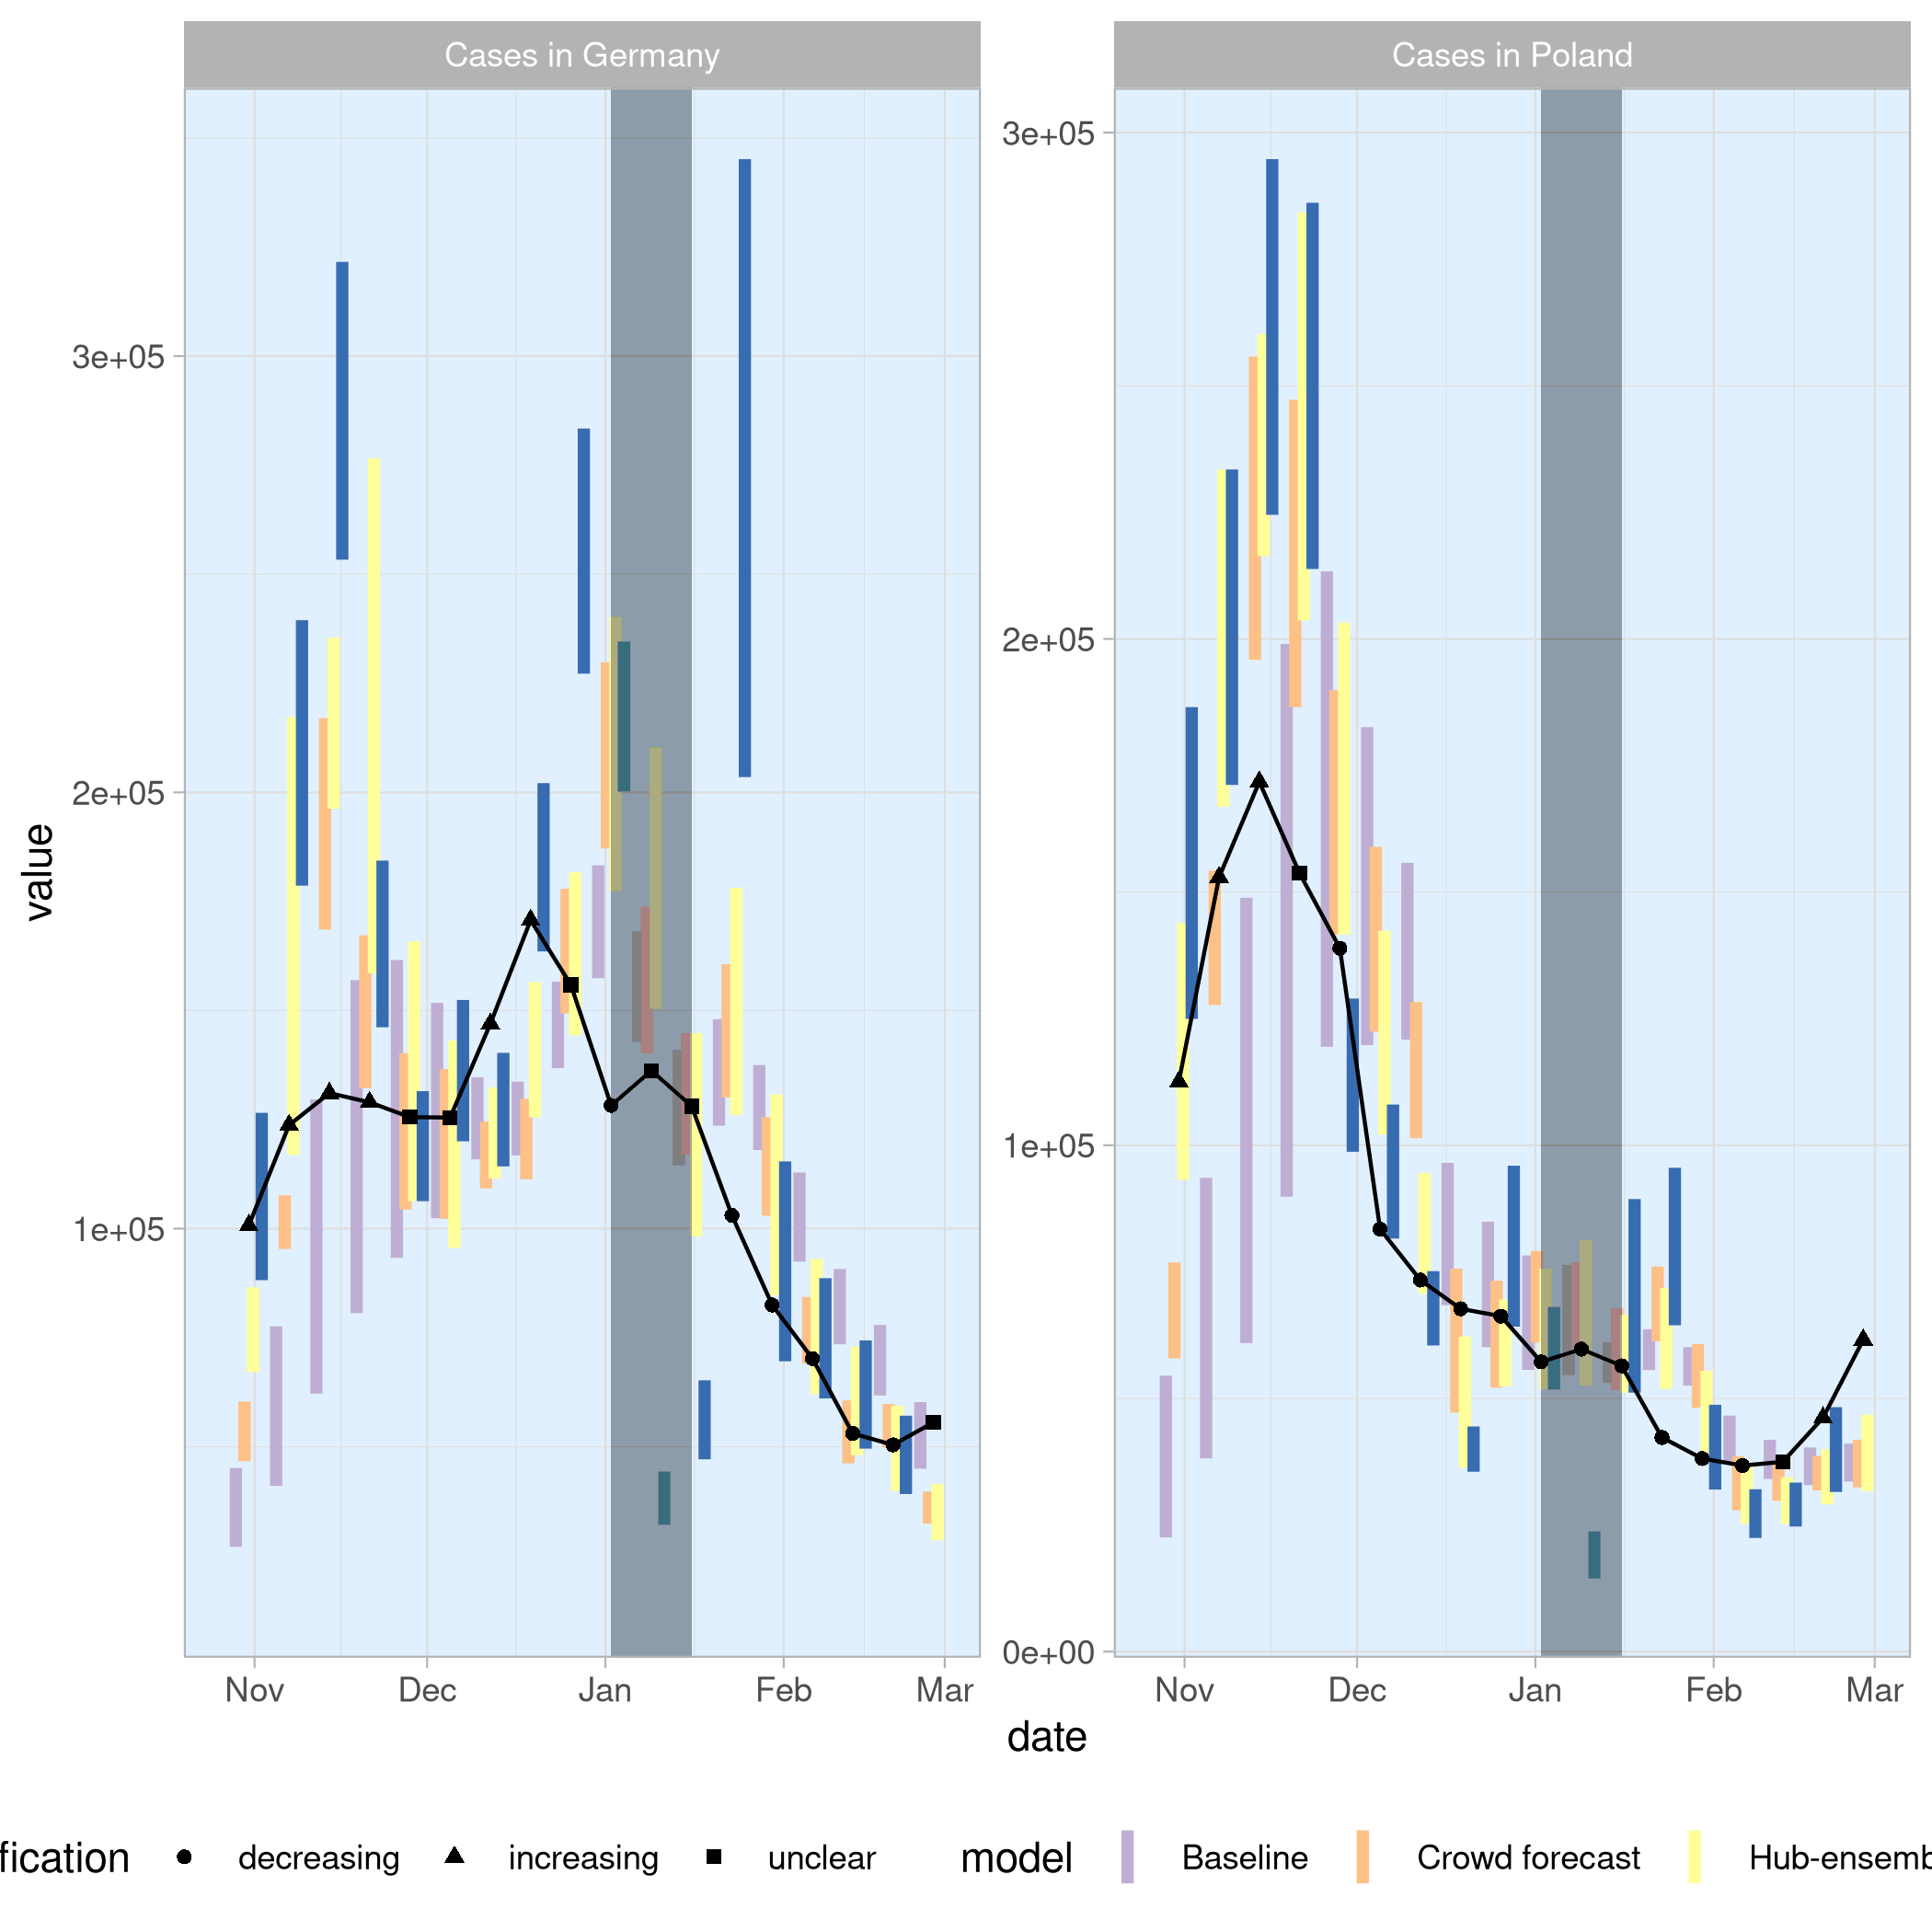 Cases in Germany
Cases in Poland
3e+05
2e+05
1e+05
3e+05
2e+05
1e+05
0e+00
value
Nov Dec Jan Feb Mar
Nov Dec Jan Feb Mar
date
fication decreasing increasing unclear model Baseline Crowd forecast Hub-ensemb